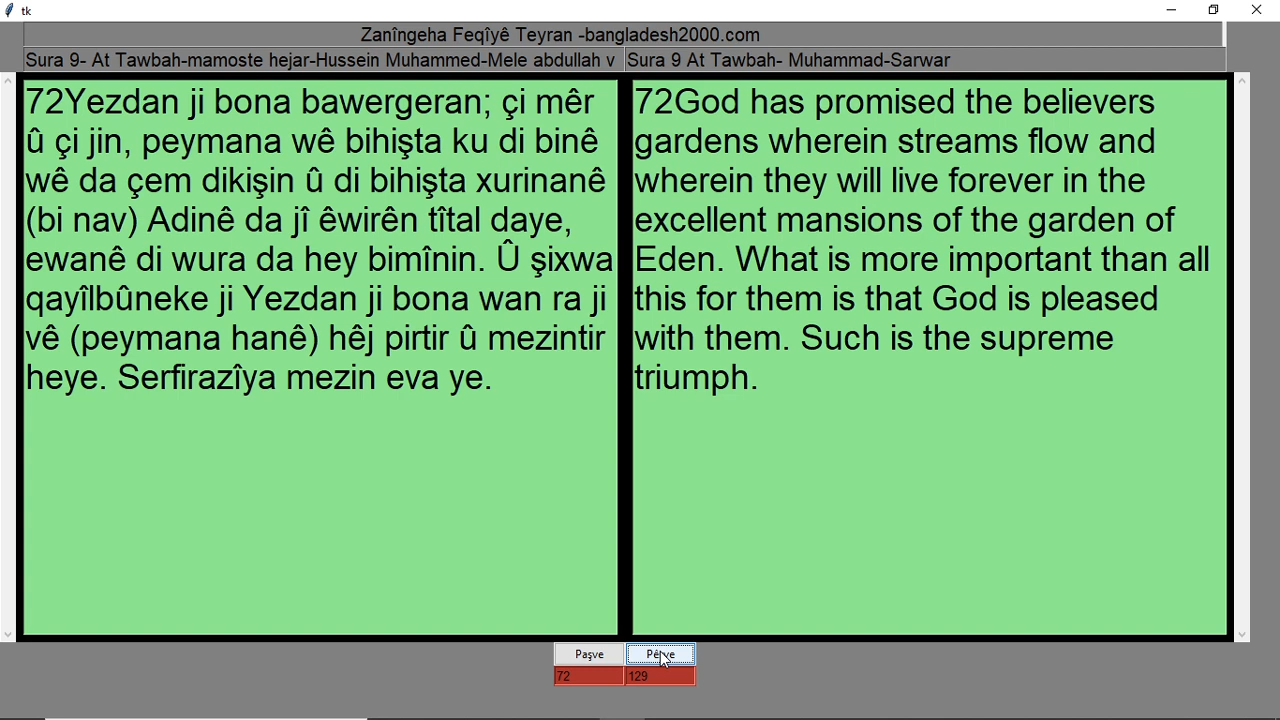 tk
Zanîngeha Feqîyê Teyran -bangladesh2000.com
Sura 9- At Tawbah-mamoste hejar-Hussein Muhammed-Mele abdullah v
Sura 9 At Tawbah- Muhammad-Sarwar
72Yezdan ji bona bawergeran; çi mêr
û çi jin, peymana wê bihişta ku di binê
wê da çem dikişin û di bihişta xurinanê
(bi nav) Adinê da jî êwirên tîtal daye,
ewanê di wura da hey bimînin. Û şixwa
qayîlbûneke ji Yezdan ji bona wan ra ji
vê (peymana hanê) hêj pirtir û mezintir
heye. Serfirazîya mezin eva ye.
72God has promised the believers
gardens wherein streams flow and
wherein they will live forever in the
excellent mansions of the garden of
Eden. What is more important than all
this for them is that God is pleased
with them. Such is the supreme
triumph.
Paşve
Pêşve
72
129